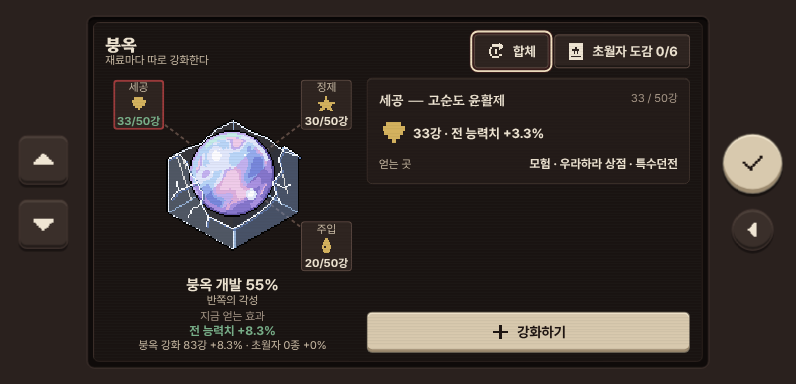 붕옥
재료마다 따로 강화한다
합체
초월자 도감 0/6
세공
33/50강
정제
30/50강
주입
20/50강
붕옥 개발 55%
반쪽의 각성
지금 얻는 효과
전 능력치 +8.3%
붕옥 강화 83강 +8.3% · 초월자 0종 +0%
세공 — 고순도 윤활제
33 / 50강
33강 · 전 능력치 +3.3%
얻는 곳
모험 · 우라하라 상점 · 특수던전
강화하기